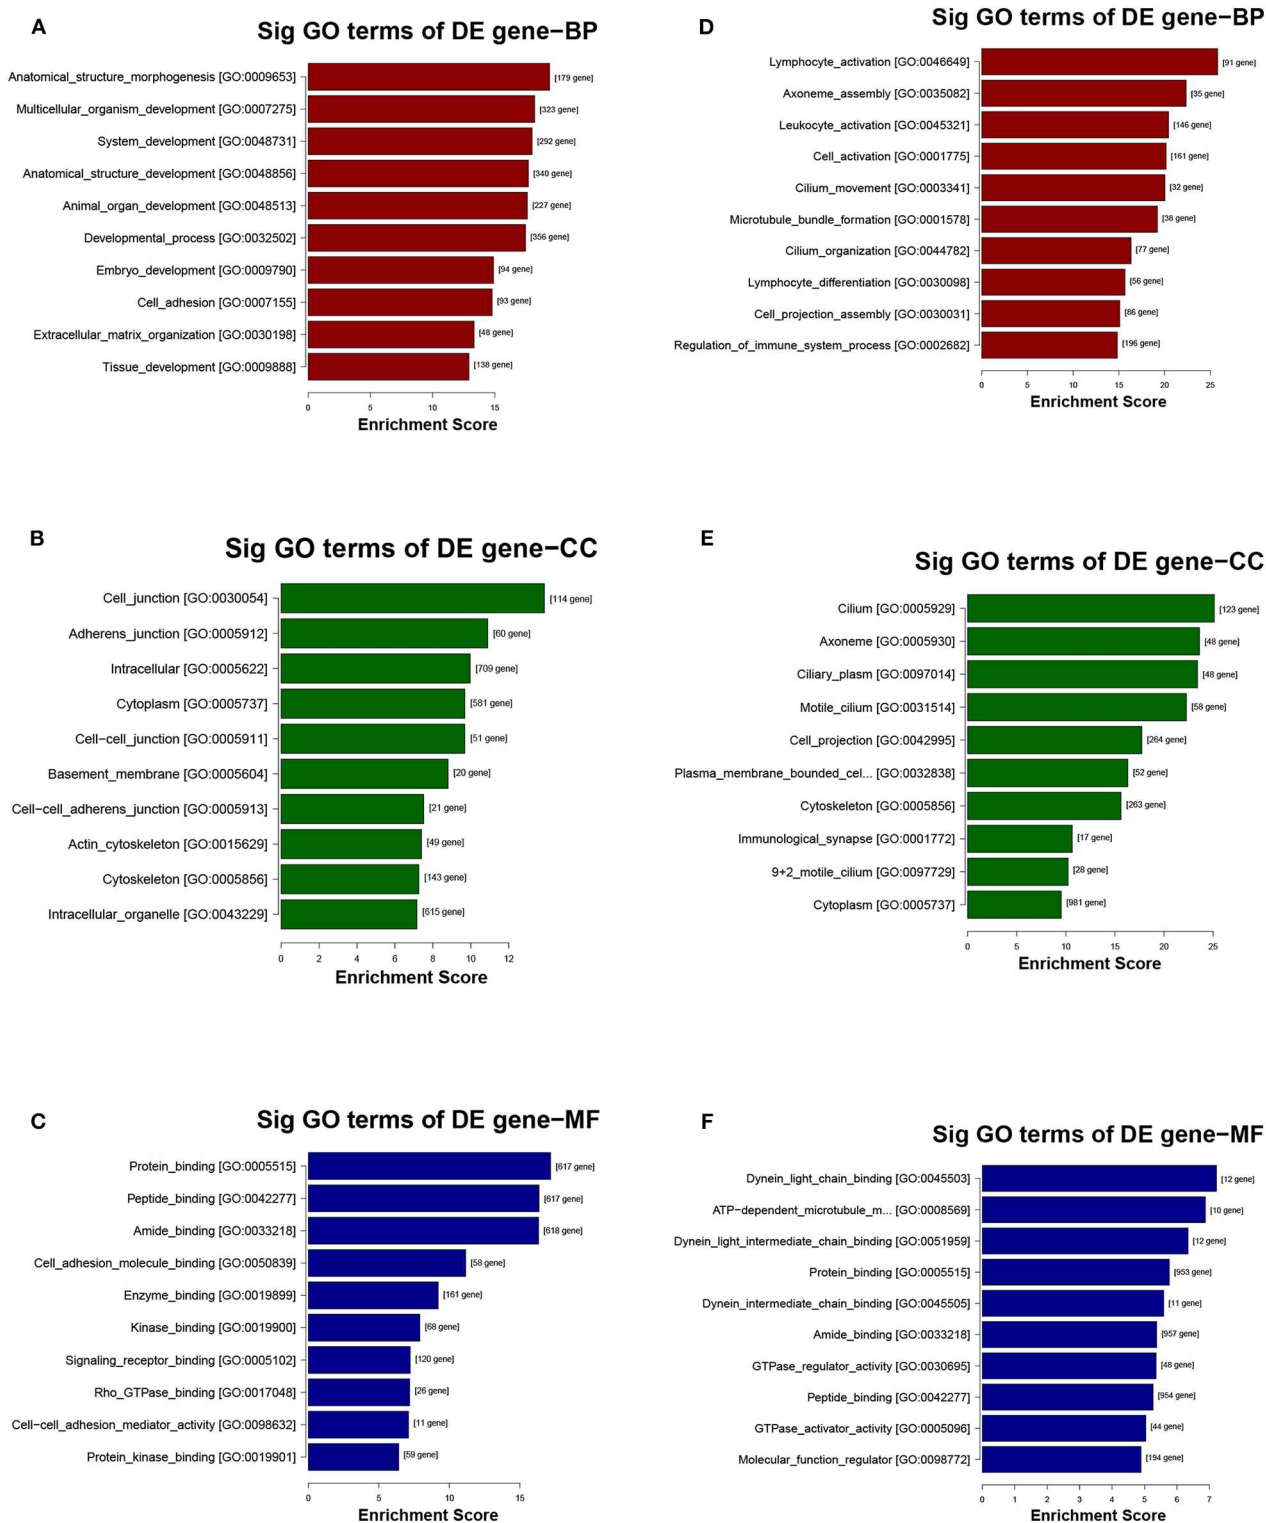 A
Sig GO terms of DE gene−BP
Anatomical_structure_morphogenesis [GO:0009653] [179 gene]
Multicellular_organism_development [GO:0007275] [323 gene]
System_development [GO:0048731] [292 gene]
Anatomical_structure_development [GO:0048856] [340 gene]
Animal_organ_development [GO:0048513] [227 gene]
Developmental_process [GO:0032502] [356 gene]
Embryo_development [GO:0009790] [94 gene]
Cell_adhesion [GO:0007155] [93 gene]
Extracellular_matrix_organization [GO:0030198] [48 gene]
Tissue_development [GO:0009888] [138 gene]
0 5 10 15
Enrichment Score
B
Sig GO terms of DE gene−CC
Cell_junction [GO:0030054] [114 gene]
Adherens_junction [GO:0005912] [60 gene]
Intracellular [GO:0005622] [709 gene]
Cytoplasm [GO:0005737] [581 gene]
Cell−cell_junction [GO:0005911] [51 gene]
Basement_membrane [GO:0005604] [20 gene]
Cell−cell_adherens_junction [GO:0005913] [21 gene]
Actin_cytoskeleton [GO:0015629] [49 gene]
Cytoskeleton [GO:0005856] [143 gene]
Intracellular_organelle [GO:0043229] [615 gene]
0 2 4 6 8 10 12
Enrichment Score
C
Sig GO terms of DE gene−MF
Protein_binding [GO:0005515] [617 gene]
Peptide_binding [GO:0042277] [617 gene]
Amide_binding [GO:0033218] [618 gene]
Cell_adhesion_molecule_binding [GO:0050839] [58 gene]
Enzyme_binding [GO:0019899] [161 gene]
Kinase_binding [GO:0019900] [68 gene]
Signaling_receptor_binding [GO:0005102] [120 gene]
Rho_GTPase_binding [GO:0017048] [26 gene]
Cell−cell_adhesion_mediator_activity [GO:0098632] [11 gene]
Protein_kinase_binding [GO:0019901] [59 gene]
0 5 10 15
Enrichment Score
D
Sig GO terms of DE gene−BP
Lymphocyte_activation [GO:0046649] [91 gene]
Axoneme_assembly [GO:0035082] [35 gene]
Leukocyte_activation [GO:0045321] [146 gene]
Cell_activation [GO:0001775] [161 gene]
Cilium_movement [GO:0003341] [32 gene]
Microtubule_bundle_formation [GO:0001578] [38 gene]
Cilium_organization [GO:0044782] [77 gene]
Lymphocyte_differentiation [GO:0030098] [56 gene]
Cell_projection_assembly [GO:0030031] [86 gene]
Regulation_of_immune_system_process [GO:0002682] [196 gene]
0 5 10 15 20 25
Enrichment Score
E
Sig GO terms of DE gene−CC
Cilium [GO:0005929] [123 gene]
Axoneme [GO:0005930] [48 gene]
Ciliary_plasm [GO:0097014] [48 gene]
Motile_cilium [GO:0031514] [58 gene]
Cell_projection [GO:0042995] [264 gene]
Plasma_membrane_bounded_cel... [GO:0032838] [52 gene]
Cytoskeleton [GO:0005856] [263 gene]
Immunological_synapse [GO:0001772] [17 gene]
9+2_motile_cilium [GO:0097729] [28 gene]
Cytoplasm [GO:0005737] [981 gene]
0 5 10 15 20 25
Enrichment Score
F
Sig GO terms of DE gene−MF
Dynein_light_chain_binding [GO:0045503] [12 gene]
ATP−dependent_microtubule_m... [GO:0008569] [10 gene]
Dynein_light_intermediate_chain_binding [GO:0051959] [12 gene]
Protein_binding [GO:0005515] [953 gene]
Dynein_intermediate_chain_binding [GO:0045505] [11 gene]
Amide_binding [GO:0033218] [957 gene]
GTPase_regulator_activity [GO:0030695] [48 gene]
Peptide_binding [GO:0042277] [954 gene]
GTPase_activator_activity [GO:0005096] [44 gene]
Molecular_function_regulator [GO:0098772] [194 gene]
0 1 2 3 4 5 6 7
Enrichment Score